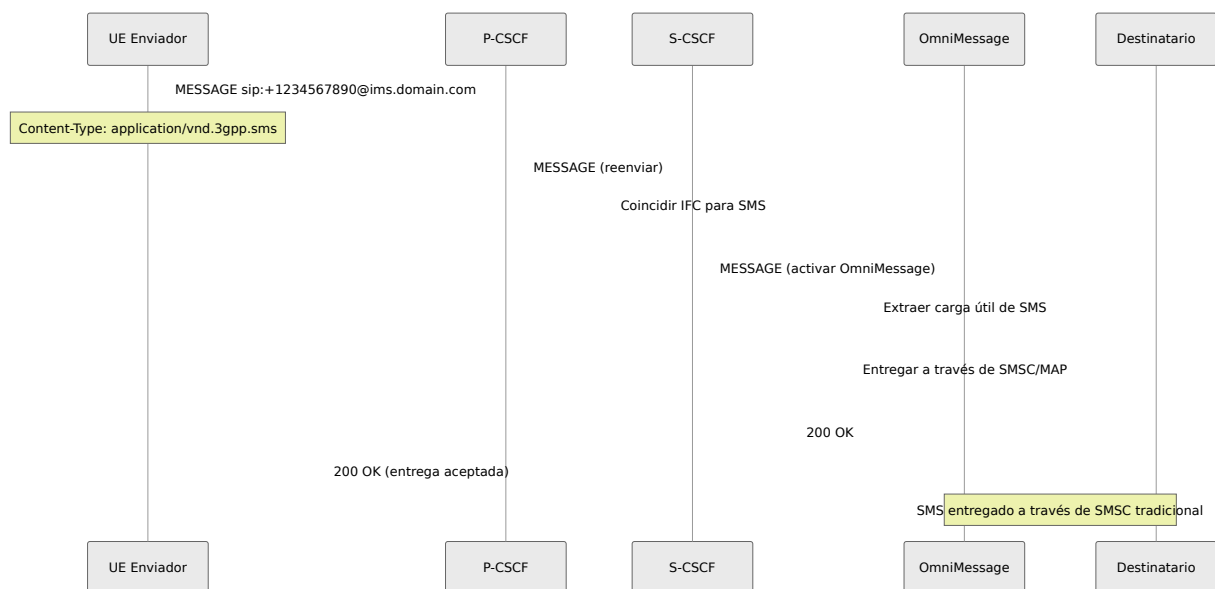 UE Enviador
P-CSCF
S-CSCF
OmniMessage
Destinatario
MESSAGE sip:+1234567890@ims.domain.com
Content-Type: application/vnd.3gpp.sms
MESSAGE (reenviar)
Coincidir IFC para SMS
MESSAGE (activar OmniMessage)
Extraer carga útil de SMS
Entregar a través de SMSC/MAP
200 OK
200 OK (entrega aceptada)
SMS entregado a través de SMSC tradicional
UE Enviador
P-CSCF
S-CSCF
OmniMessage
Destinatario